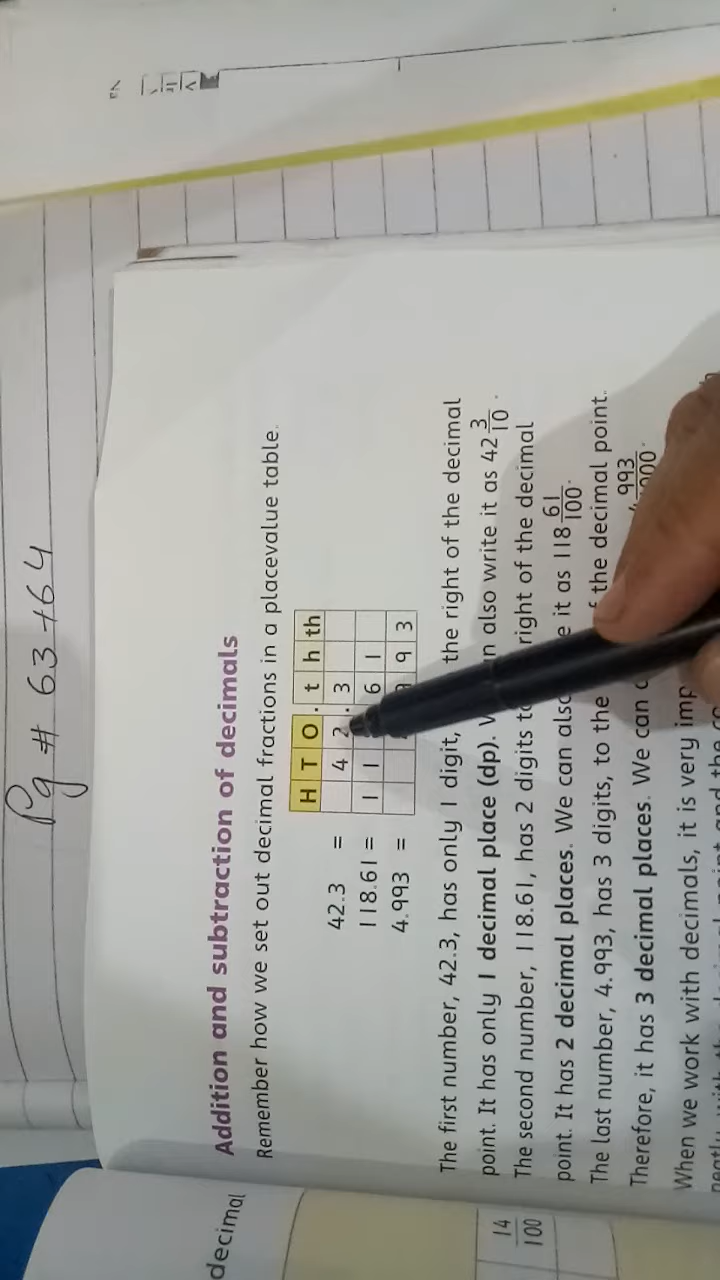 Pg # 63 + 64
Addition and subtraction of decimals
Remember how we set out decimal fractions in a placevalue table.
H T O . t h th
42.3 = 4 2 . 3
118.61 = 1 1 6 1
4.993 = 9 3
The first number, 42.3, has only 1 digit, the right of the decimal
point. It has only 1 decimal place (dp). also write it as 42 3/10.
The second number, 118.61, has 2 digits to right of the decimal
point. It has 2 decimal places. We can also it as 118 61/100.
The last number, 4.993, has 3 digits, to the the decimal point.
Therefore, it has 3 decimal places. We can 993
When we work with decimals, it is very
decimal
14/100